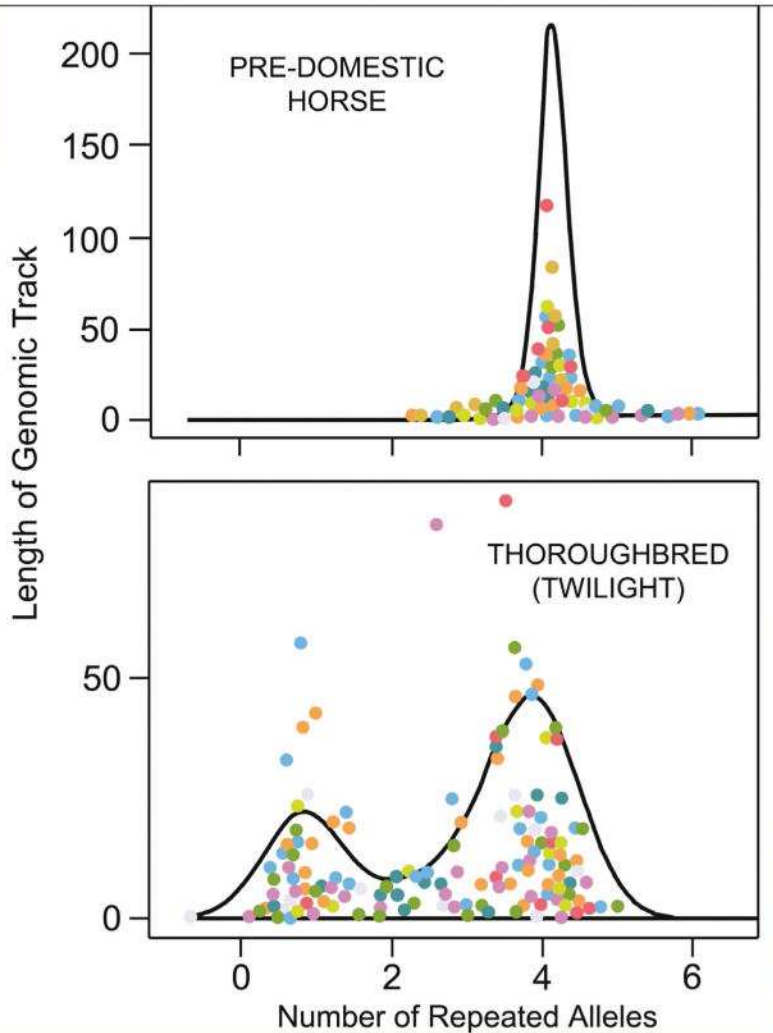 Length of Genomic Track
200
150
100
50
0
PRE-DOMESTIC
HORSE
50
0
THOROUGHBRED
(TWILIGHT)
0 2 4 6
Number of Repeated Alleles